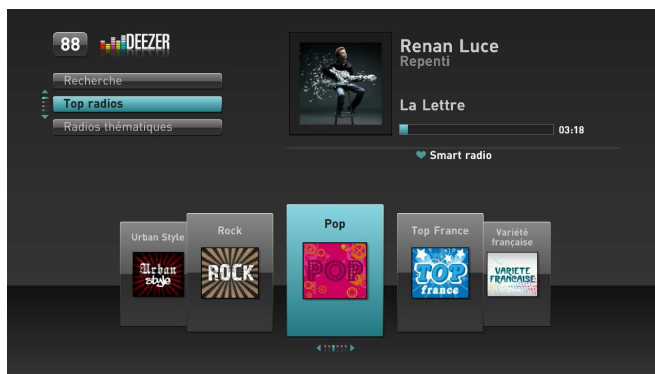 88
DEEZER
Recherche
Top radios
Radios thématiques
Renan Luce
Repenti
La Lettre
03:18
Smart radio
Urban Style
Urban
style
Rock
ROCK
Pop
POP
Top France
TOP
france
Variété
française
VARIETE
FRANÇAISE